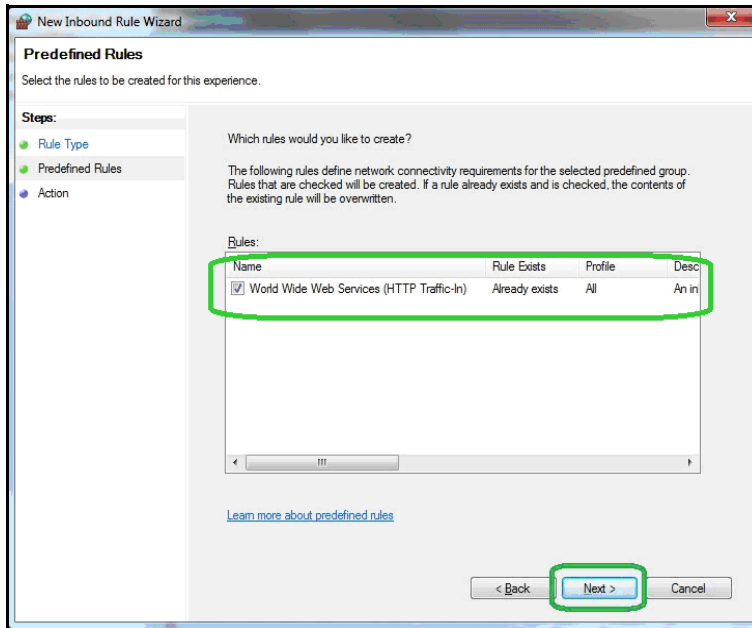 New Inbound Rule Wizard
Predefined Rules
Select the rules to be created for this experience.
Steps:
Rule Type
Predefined Rules
Action
Which rules would you like to create?
The following rules define network connectivity requirements for the selected predefined group.
Rules that are checked will be created. If a rule already exists and is checked, the contents of
the existing rule will be overwritten.
Rules:
Name Rule Exists Profile Desc
World Wide Web Services (HTTP Traffic-In) Already exists All An in
Learn more about predefined rules
< Back Next > Cancel